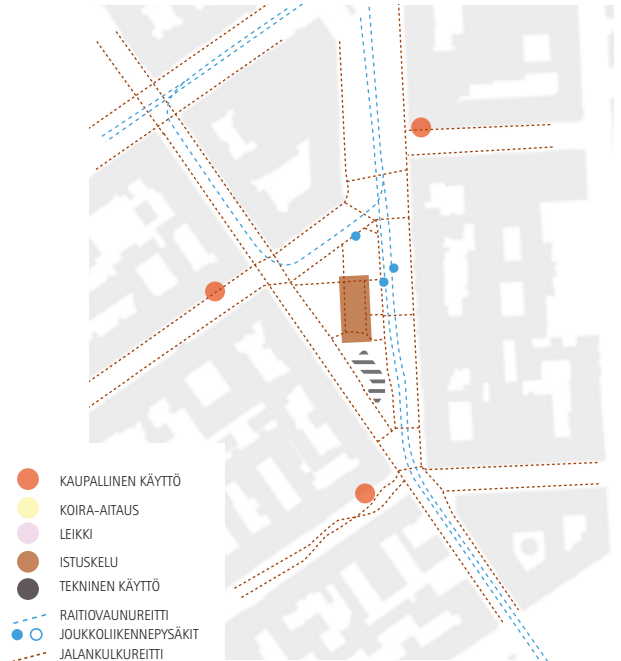 KAUPALLINEN KÄYTTÖ
KOIRA-AITAUS
LEIKKI
ISTUSKELU
TEKNINEN KÄYTTÖ
RAITIOVAUNUREITTI
JOUKKOLIIKENNEPYSÄKIT
JALANKULKUREITTI